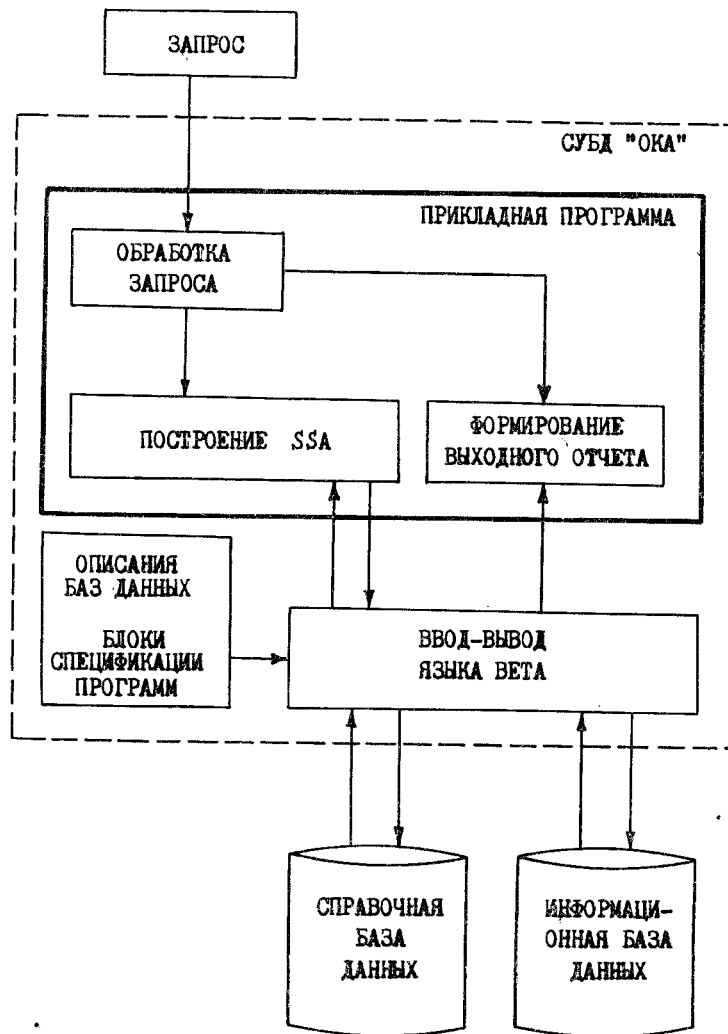 ЗАПРОС
СУБД "ОКА"
ПРИКЛАДНАЯ ПРОГРАММА
ОБРАБОТКА
ЗАПРОСА
ПОСТРОЕНИЕ SSA
ФОРМИРОВАНИЕ
ВЫХОДНОГО ОТЧЕТА
ОПИСАНИЯ
БАЗ ДАННЫХ
БЛОКИ
СПЕЦИФИКАЦИИ
ПРОГРАММ
ВВОД-ВЫВОД
ЯЗЫКА BETA
СПРАВОЧНАЯ
БАЗА
ДАННЫХ
ИНФОРМАЦИ-
ОННАЯ БАЗА
ДАННЫХ